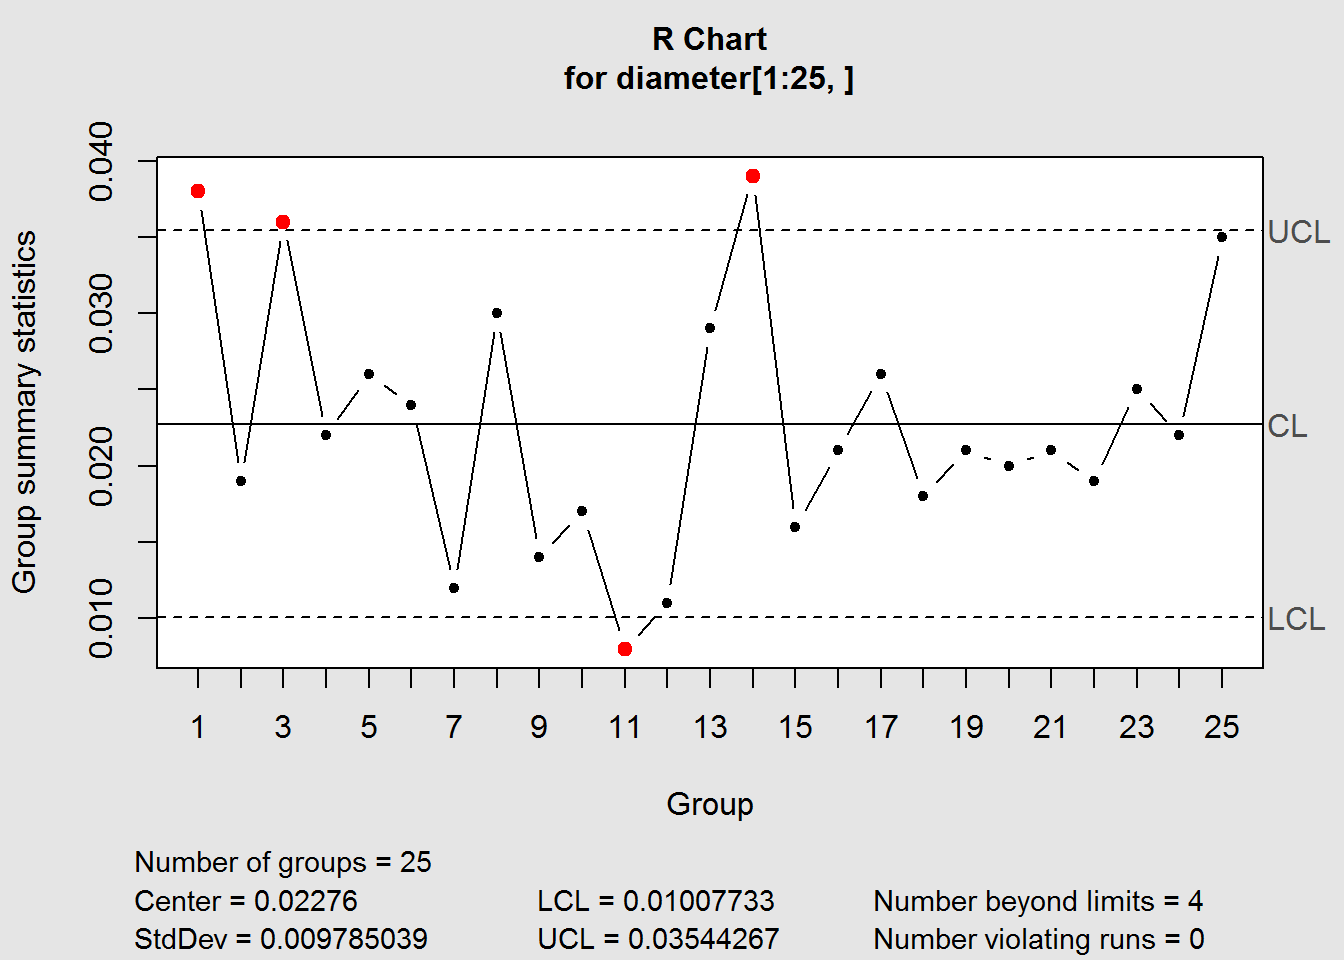 R Chart
for diameter[1:25, ]
Group summary statistics
0.040
0.030
0.020
0.010
UCL
CL
LCL
1 3 5 7 9 11 13 15 17 19 21 23 25
Group
Number of groups = 25
Center = 0.02276 LCL = 0.01007733 Number beyond limits = 4
StdDev = 0.009785039 UCL = 0.03544267 Number violating runs = 0